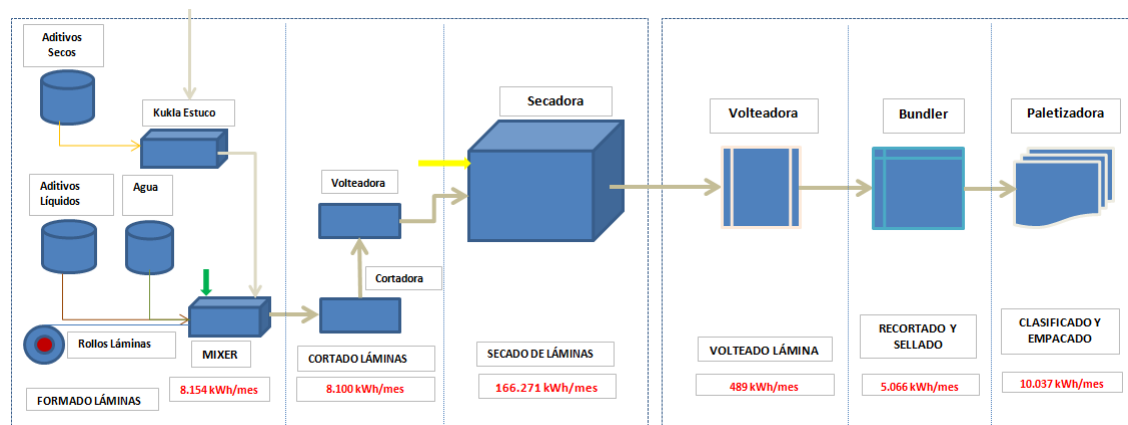 Aditivos
Secos
Kukla Estuco
Aditivos
Líquidos
Agua
Rollos Láminas
MIXER
FORMADO LÁMINAS
8.154 kWh/mes
Volteadora
Cortadora
CORTADO LÁMINAS
8.100 kWh/mes
Secadora
SECADO DE LÁMINAS
166.271 kWh/mes
Volteadora
VOLTEADO LÁMINA
489 kWh/mes
Bundler
RECORTADO Y
SELLADO
5.066 kWh/mes
Paletizadora
CLASIFICADO Y
EMPACADO
10.037 kWh/mes